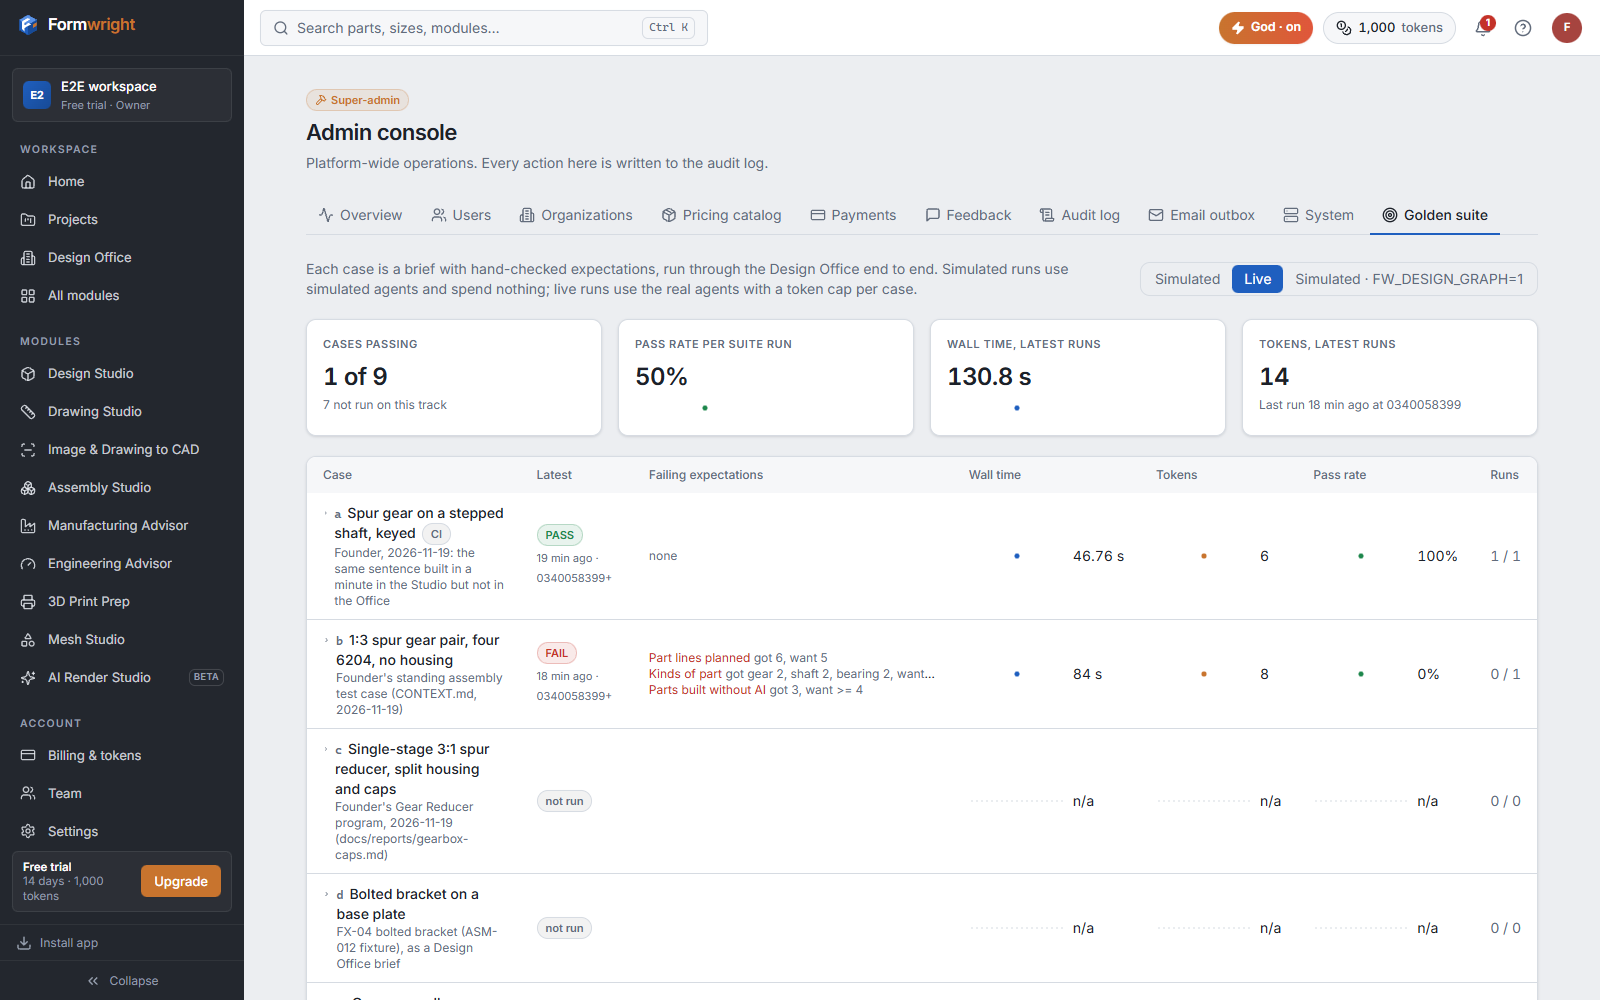 Formwright
Search parts, sizes, modules...
Ctrl K
God · on
1,000 tokens
1
F
E2
E2E workspace
Free trial · Owner
WORKSPACE
Home
Projects
Design Office
All modules
MODULES
Design Studio
Drawing Studio
Image & Drawing to CAD
Assembly Studio
Manufacturing Advisor
Engineering Advisor
3D Print Prep
Mesh Studio
AI Render Studio BETA
ACCOUNT
Billing & tokens
Team
Settings
Free trial
14 days · 1,000
tokens
Upgrade
Install app
Collapse
Super-admin
Admin console
Platform-wide operations. Every action here is written to the audit log.
Overview Users Organizations Pricing catalog Payments Feedback Audit log Email outbox System Golden suite
Each case is a brief with hand-checked expectations, run through the Design Office end to end. Simulated runs use
simulated agents and spend nothing; live runs use the real agents with a token cap per case.
Simulated Live Simulated · FW_DESIGN_GRAPH=1
CASES PASSING
1 of 9
7 not run on this track
PASS RATE PER SUITE RUN
50%
WALL TIME, LATEST RUNS
130.8 s
TOKENS, LATEST RUNS
14
Last run 18 min ago at 0340058399
Case Latest Failing expectations Wall time Tokens Pass rate Runs
a Spur gear on a stepped
shaft, keyed CI
Founder, 2026-11-19: the
same sentence built in a
minute in the Studio but not in
the Office
PASS
19 min ago ·
0340058399+
none
46.76 s
6
100%
1 / 1
b 1:3 spur gear pair, four
6204, no housing
Founder's standing assembly
test case (CONTEXT.md,
2026-11-19)
FAIL
18 min ago ·
0340058399+
Part lines planned got 6, want 5
Kinds of part got gear 2, shaft 2, bearing 2, want...
Parts built without AI got 3, want >= 4
84 s
8
0%
0 / 1
c Single-stage 3:1 spur
reducer, split housing
and caps
Founder's Gear Reducer
program, 2026-11-19
(docs/reports/gearbox-
caps.md)
not run
n/a
n/a
n/a
0 / 0
d Bolted bracket on a
base plate
FX-04 bolted bracket (ASM-
012 fixture), as a Design
Office brief
not run
n/a
n/a
n/a
0 / 0